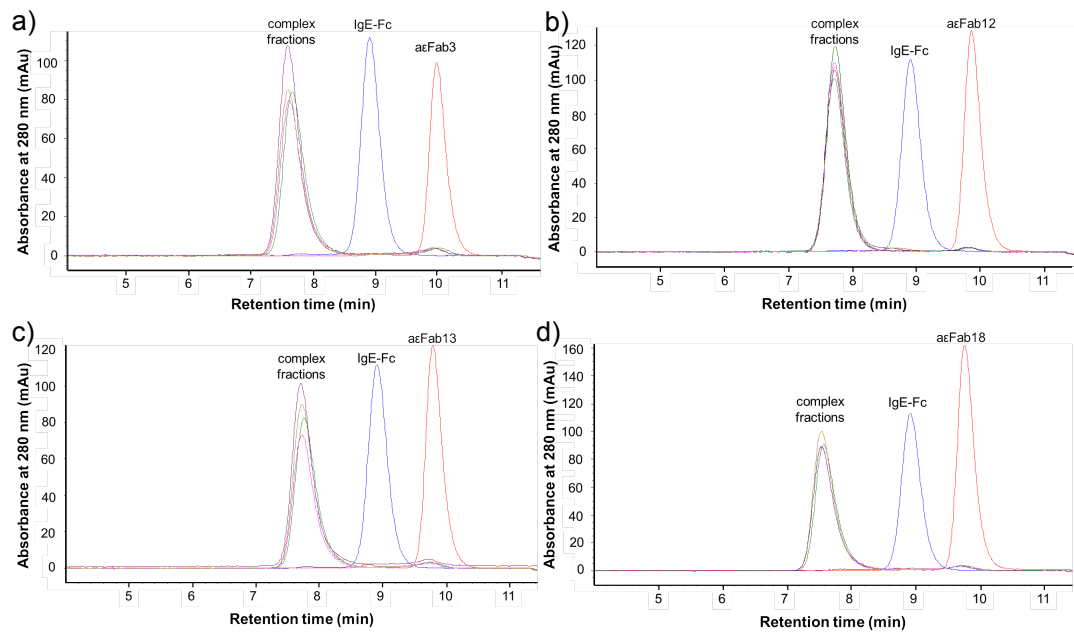 a)
complex
fractions
IgE-Fc
aεFab3
Absorbance at 280 nm (mAu)
100
80
60
40
20
0
5 6 7 8 9 10 11
Retention time (min)
b)
complex
fractions
IgE-Fc
aεFab12
Absorbance at 280 nm (mAu)
120
100
80
60
40
20
0
5 6 7 8 9 10 11
Retention time (min)
c)
complex
fractions
IgE-Fc
aεFab13
Absorbance at 280 nm (mAu)
120
100
80
60
40
20
0
5 6 7 8 9 10 11
Retention time (min)
d)
complex
fractions
IgE-Fc
aεFab18
Absorbance at 280 nm (mAu)
160
140
120
100
80
60
40
20
0
5 6 7 8 9 10 11
Retention time (min)